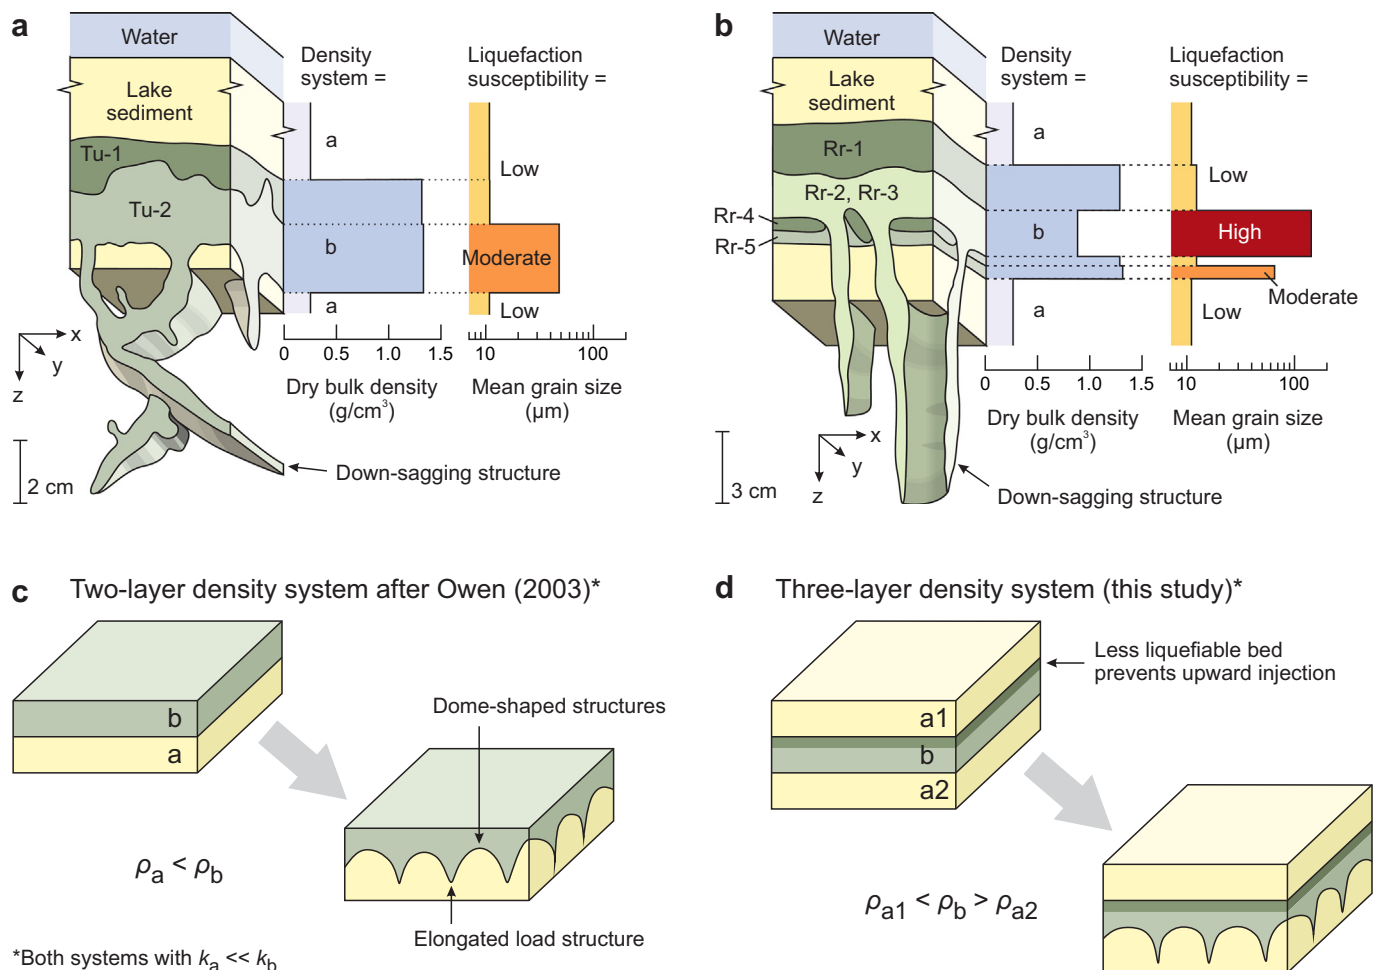 a
Water
Lake
sediment
Tu-1
Tu-2
Density
system =
a
b
a
Liquefaction
susceptibility =
Low
Moderate
Low
x
y
z
0
0.5
1.0
1.5
Dry bulk density
(g/cm³)
10
100
Mean grain size
(µm)
2 cm
Down-sagging structure
b
Water
Lake
sediment
Rr-1
Rr-2, Rr-3
Rr-4
Rr-5
Density
system =
a
b
a
Liquefaction
susceptibility =
Low
High
Moderate
Low
0
0.5
1.0
1.5
Dry bulk density
(g/cm³)
10
100
Mean grain size
(µm)
x
y
z
3 cm
Down-sagging structure
c Two-layer density system after Owen (2003)*
b
a
Dome-shaped structures
ρa < ρb
Elongated load structure
*Both systems with ka << kb
d Three-layer density system (this study)*
Less liquefiable bed
prevents upward injection
a1
b
a2
ρa1 < ρb > ρa2